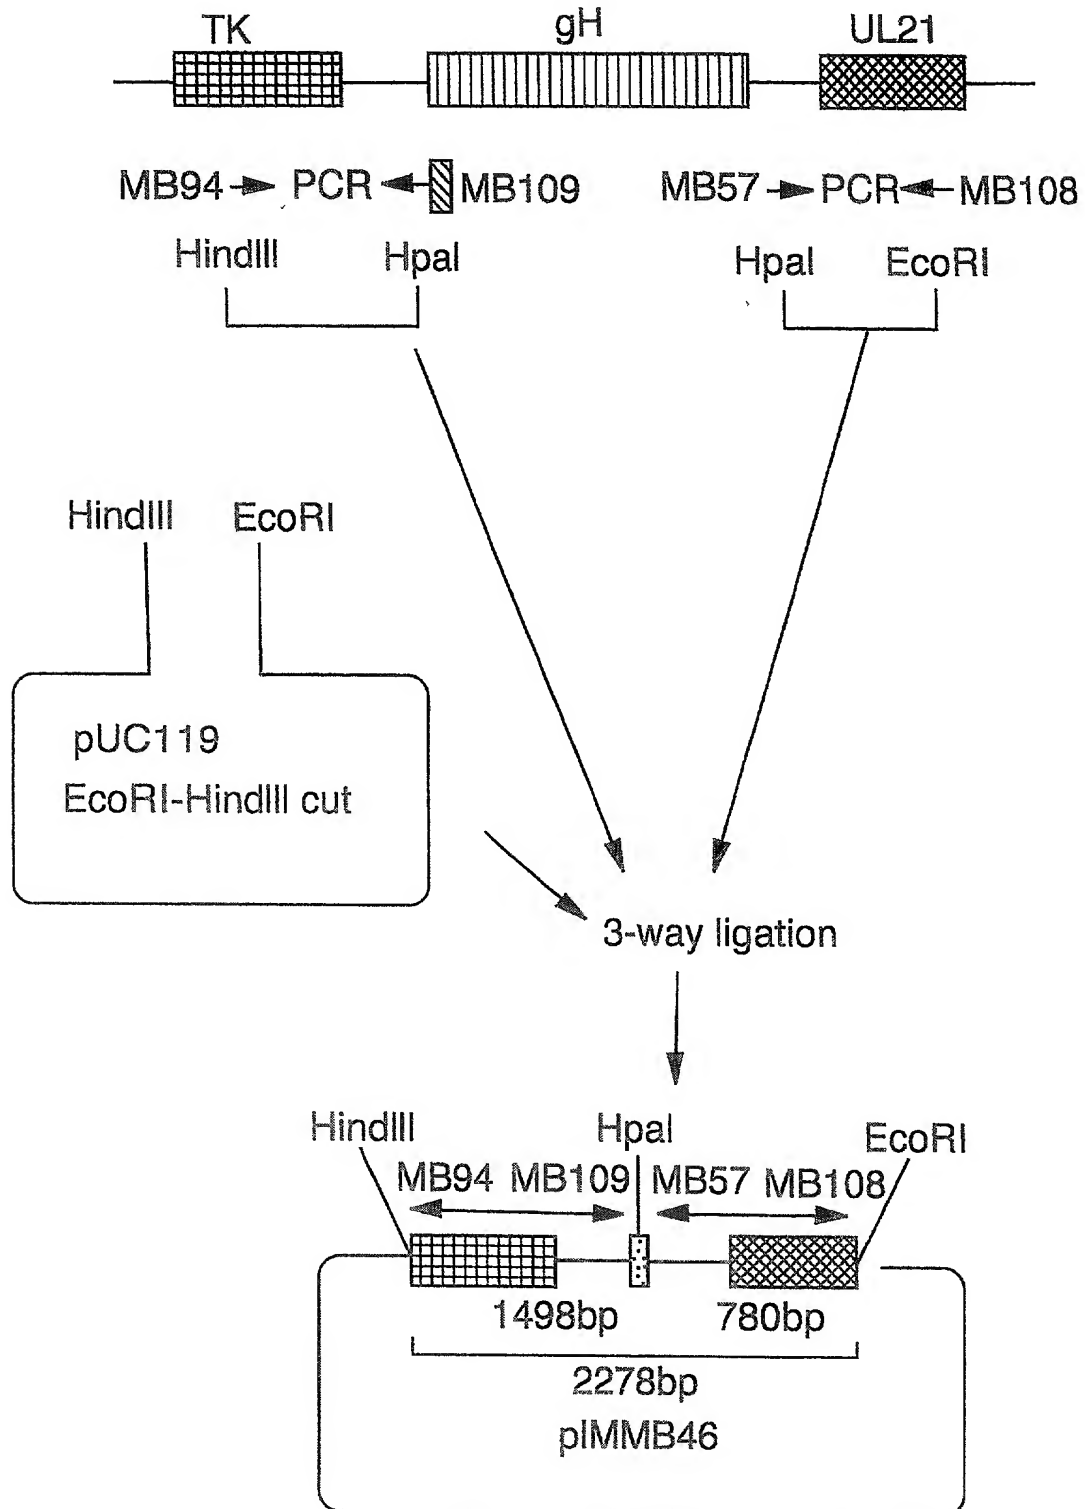 TK gH UL21
MB94 PCR MB109 MB57 PCR MB108
HindIII HpaI HpaI EcoRI
HindIII EcoRI
pUC119
EcoRI-HindIII cut
3-way ligation
HindIII HpaI EcoRI
MB94 MB109 MB57 MB108
1498bp 780bp
2278bp
pIMMB46